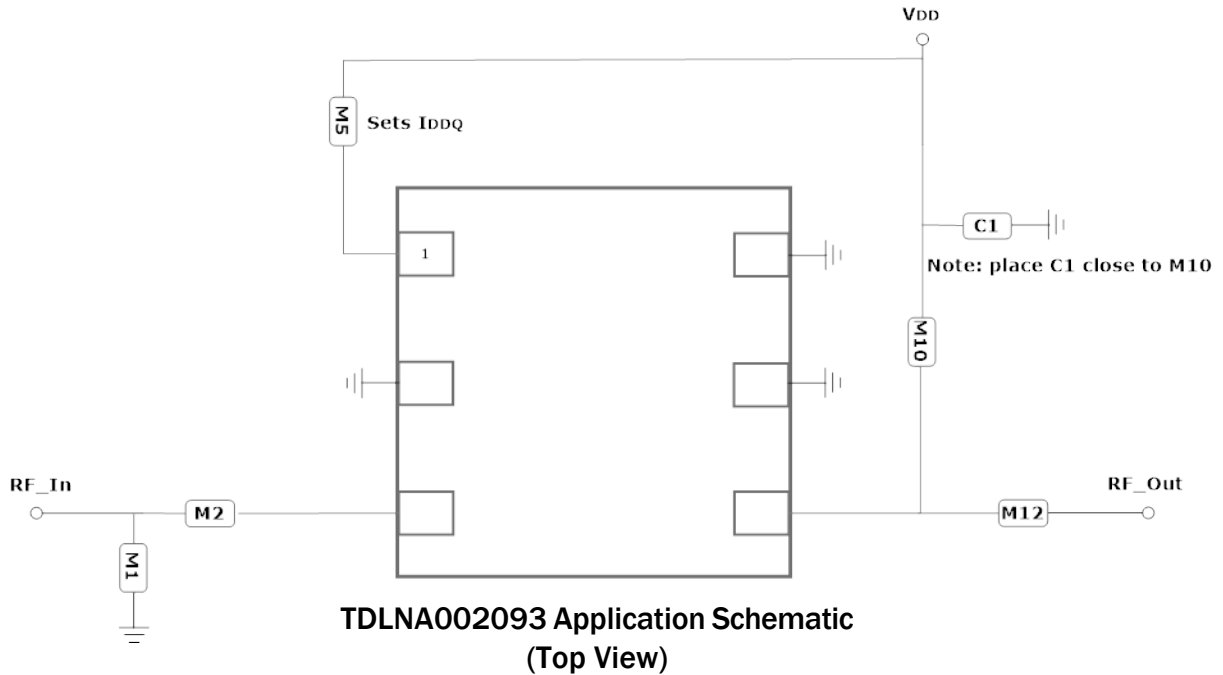 VDD
M5
Sets IDDQ
1
C1
Note: place C1 close to M10
M10
RF_In
M2
M1
RF_Out
M12
TDLNA002093 Application Schematic
(Top View)